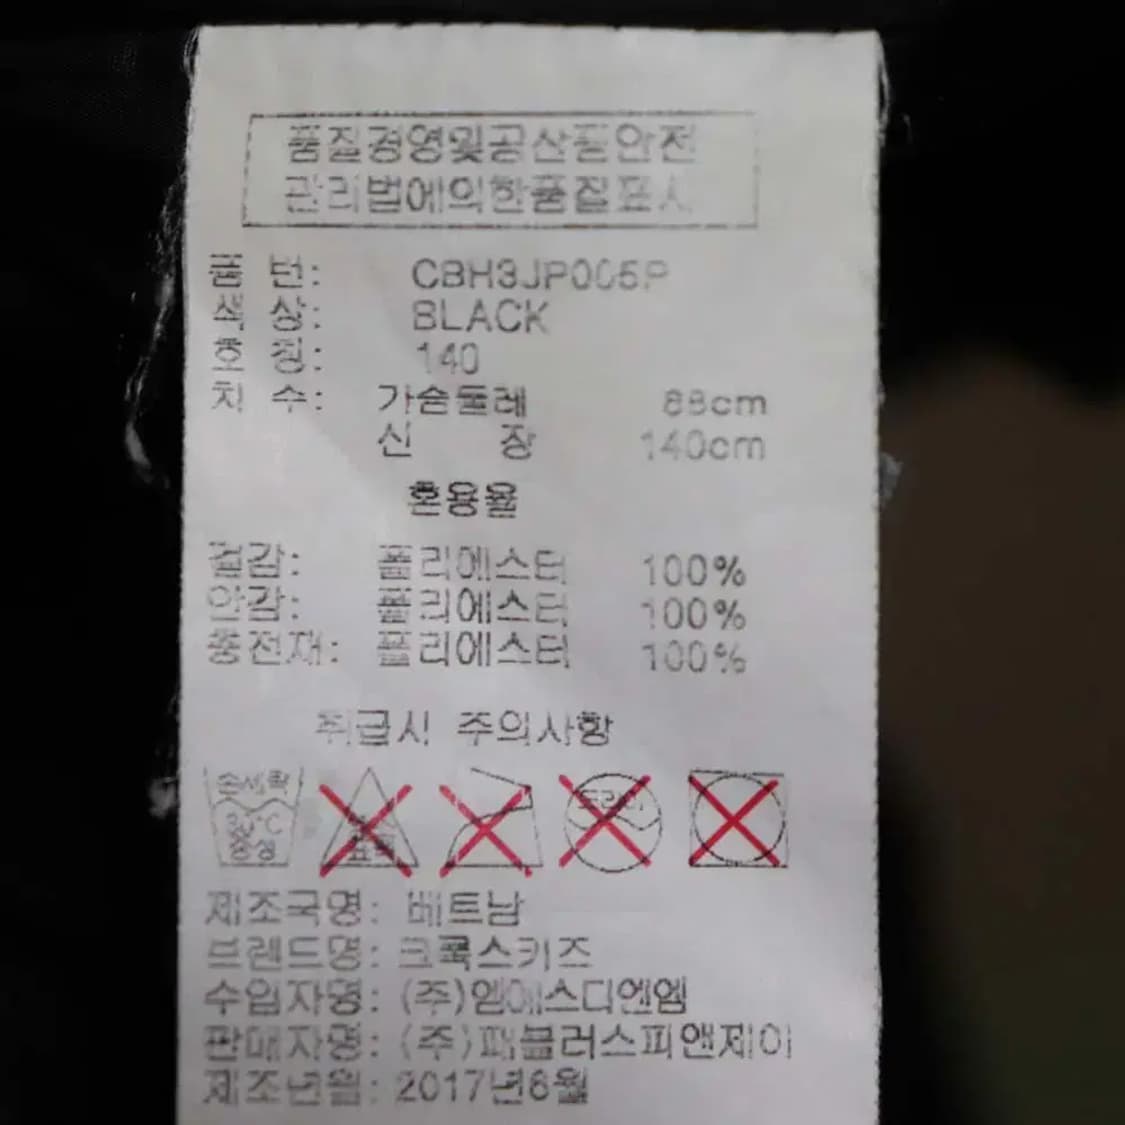 품질경영및공산품안전
관리법에의한품질표시
품 번: CBH3JP005P
색 상: BLACK
호 칭: 140
치 수: 가슴둘레 88cm
신 장 140cm
혼용율
겉감: 폴리에스터 100%
안감: 폴리에스터 100%
충전재: 폴리에스터 100%
취급시 주의사항
손세탁 드라이
30°C 표백
중성
제조국명: 베트남
브랜드명: 크록스키즈
수입자명: (주)엠에스디엔엠
판매자명: (주)패블러스피앤제이
제조년월: 2017년6월